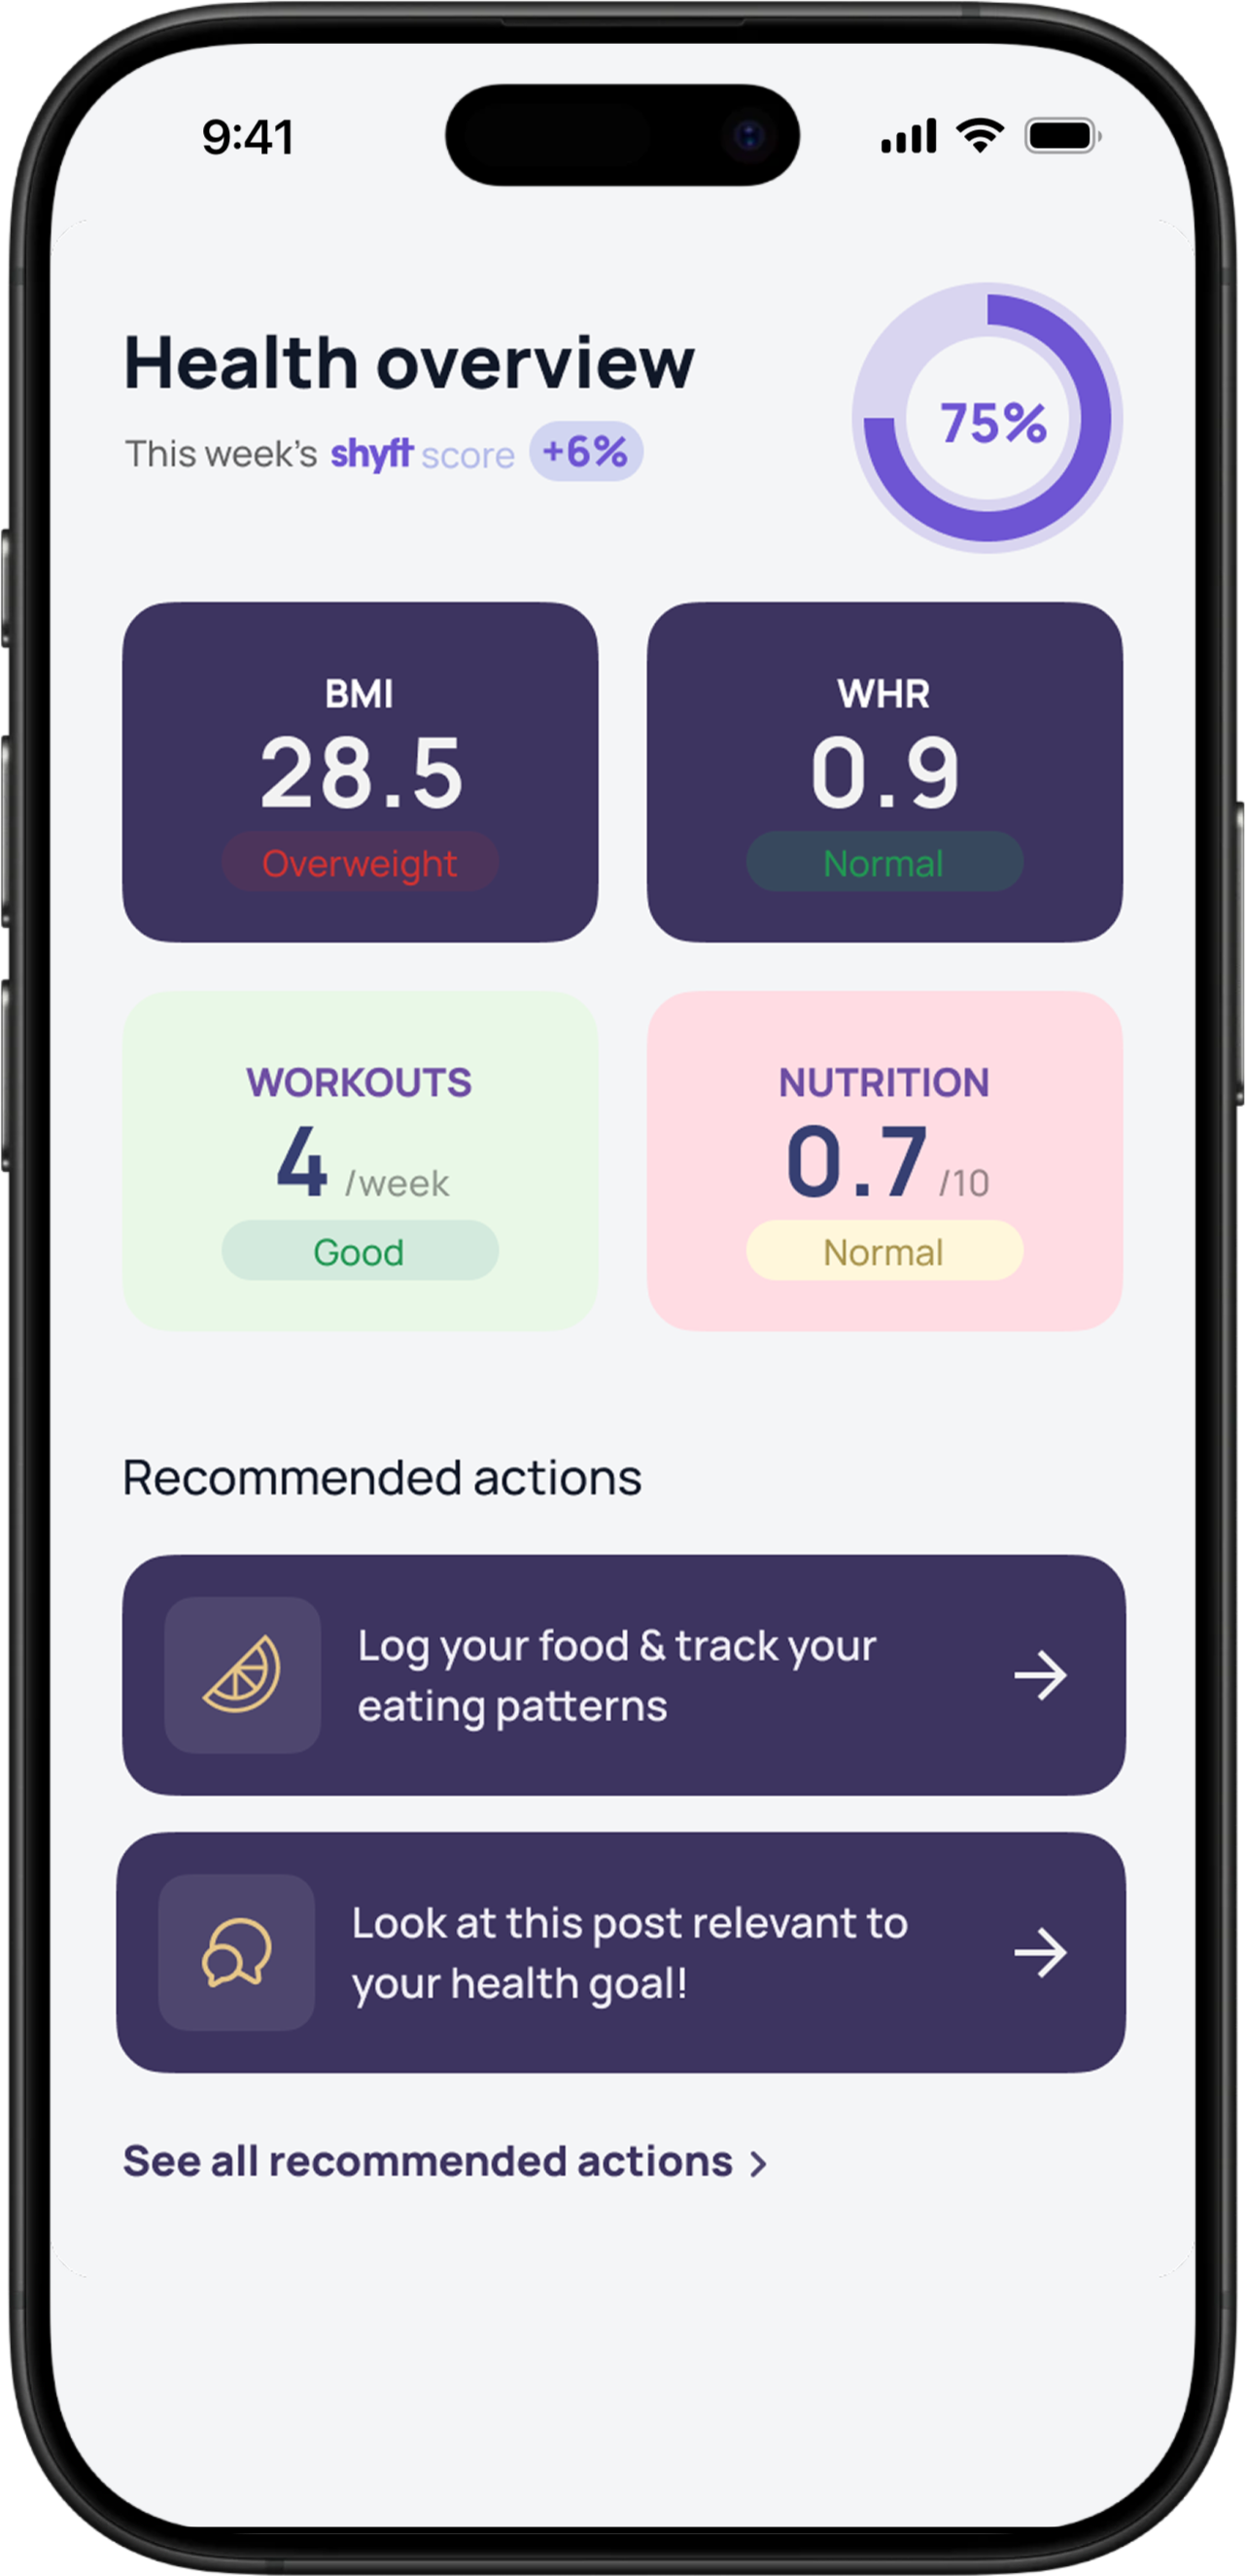 9:41
Health overview
This week's shyft score +6%
75%
BMI
28.5
Overweight
WHR
0.9
Normal
WORKOUTS
4 /week
Good
NUTRITION
0.7 /10
Normal
Recommended actions
Log your food & track your
eating patterns
Look at this post relevant to
your health goal!
See all recommended actions